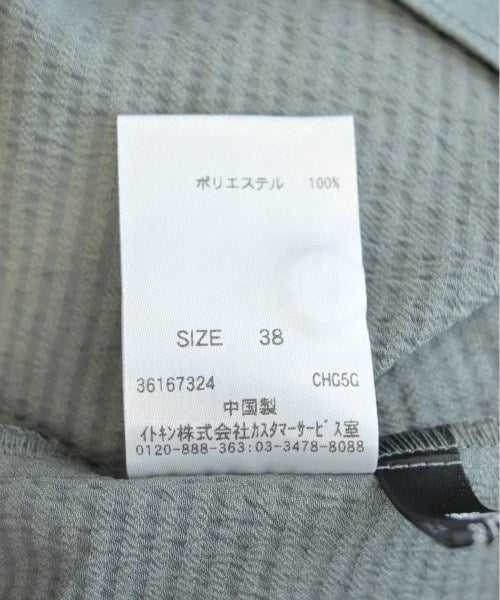 ポリエステル 100%
SIZE 38
36167324 CHG5G
中国製
イトキン株式会社カスタマーサービス室
0120-888-363:03-3478-8088